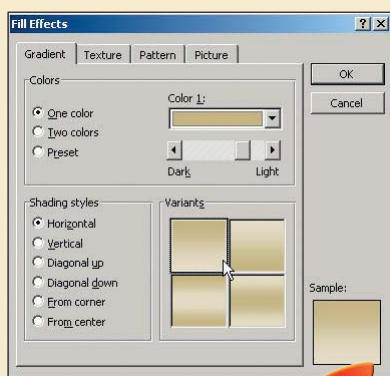 Fill Effects
Gradient Texture Pattern Picture
OK
Cancel
Colors
One color
Two colors
Preset
Color 1:
Dark Light
Shading styles
Horizontal
Vertical
Diagonal up
Diagonal down
From corner
From center
Variants
Sample: